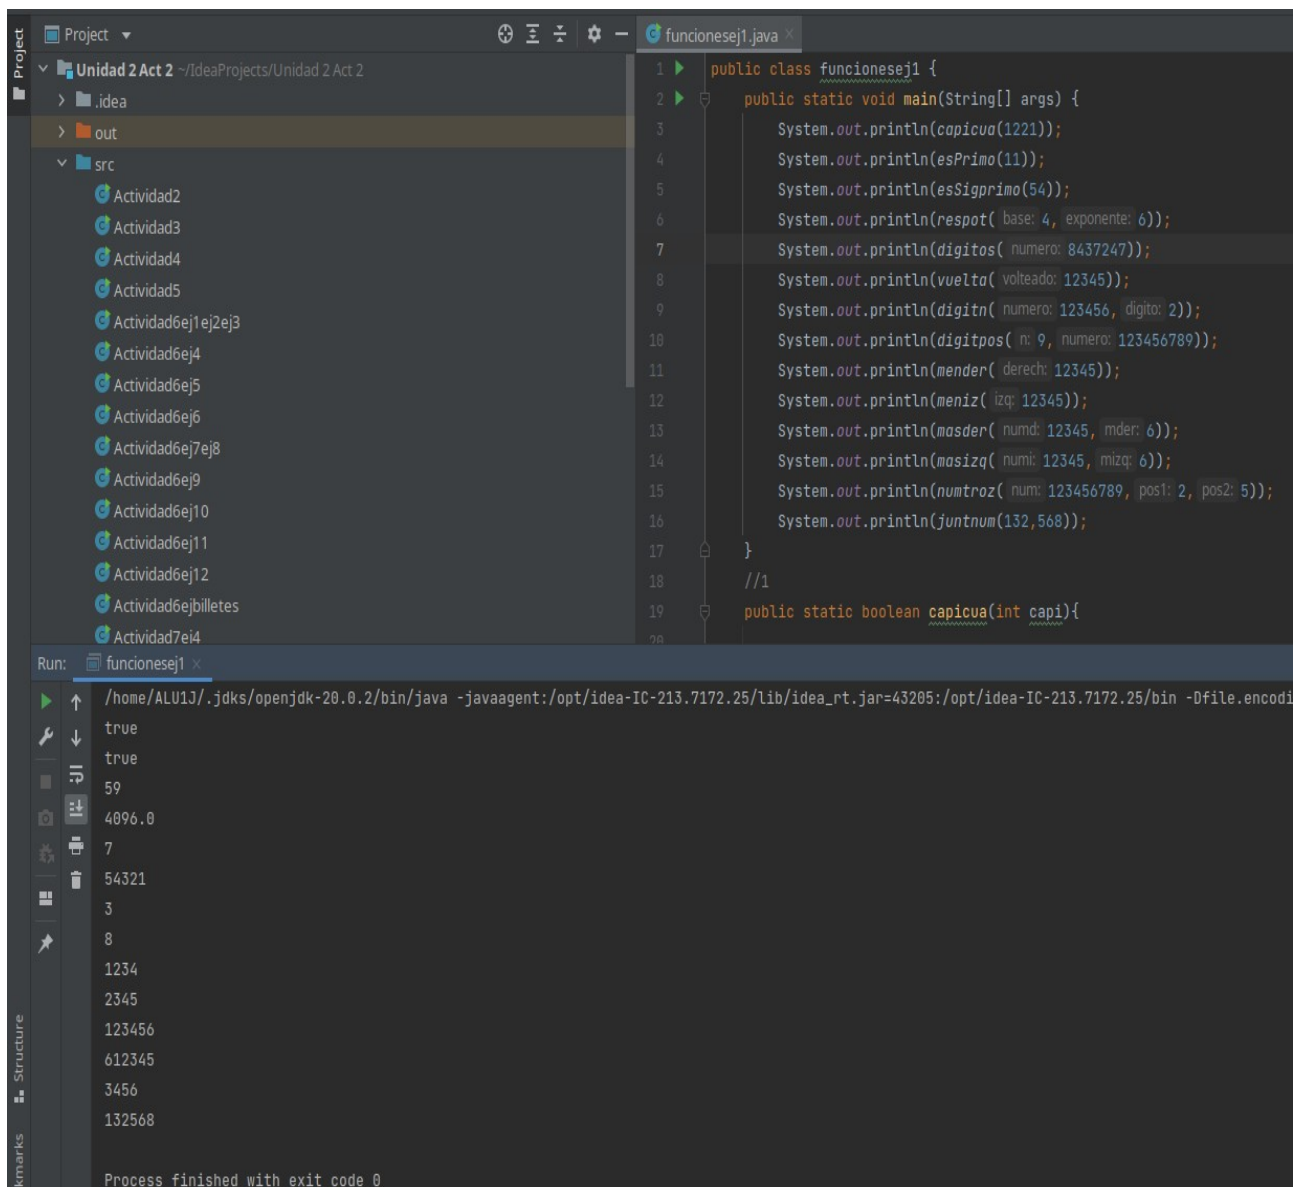 Project
Project
Unidad 2 Act 2 ~/IdeaProjects/Unidad 2 Act 2
.idea
out
src
Actividad2
Actividad3
Actividad4
Actividad5
Actividad6ej1ej2ej3
Actividad6ej4
Actividad6ej5
Actividad6ej6
Actividad6ej7ej8
Actividad6ej9
Actividad6ej10
Actividad6ej11
Actividad6ej12
Actividad6ejbilletes
Actividad7ej4
funcionesej1.java
1 public class funcionesej1 {
2 public static void main(String[] args) {
3 System.out.println(capicua(1221));
4 System.out.println(esPrimo(11));
5 System.out.println(esSigprimo(54));
6 System.out.println(respot( base: 4, exponente: 6));
7 System.out.println(digitos( numero: 8437247));
8 System.out.println(vuelta( volteado: 12345));
9 System.out.println(digitn( numero: 123456, digito: 2));
10 System.out.println(digitpos( n: 9, numero: 123456789));
11 System.out.println(mender( derech: 12345));
12 System.out.println(meniz( izq: 12345));
13 System.out.println(masder( numd: 12345, mder: 6));
14 System.out.println(masizq( numi: 12345, mizq: 6));
15 System.out.println(numtroz( num: 123456789, pos1: 2, pos2: 5));
16 System.out.println(juntnum(132,568));
17 }
18 //1
19 public static boolean capicua(int capi){
20
Run: funcionesej1
/home/ALU1J/.jdks/openjdk-20.0.2/bin/java -javaagent:/opt/idea-IC-213.7172.25/lib/idea_rt.jar=43205:/opt/idea-IC-213.7172.25/bin -Dfile.encodi
true
true
59
4096.0
7
54321
3
8
1234
2345
123456
612345
3456
132568
Process finished with exit code 0
Structure
kmarks